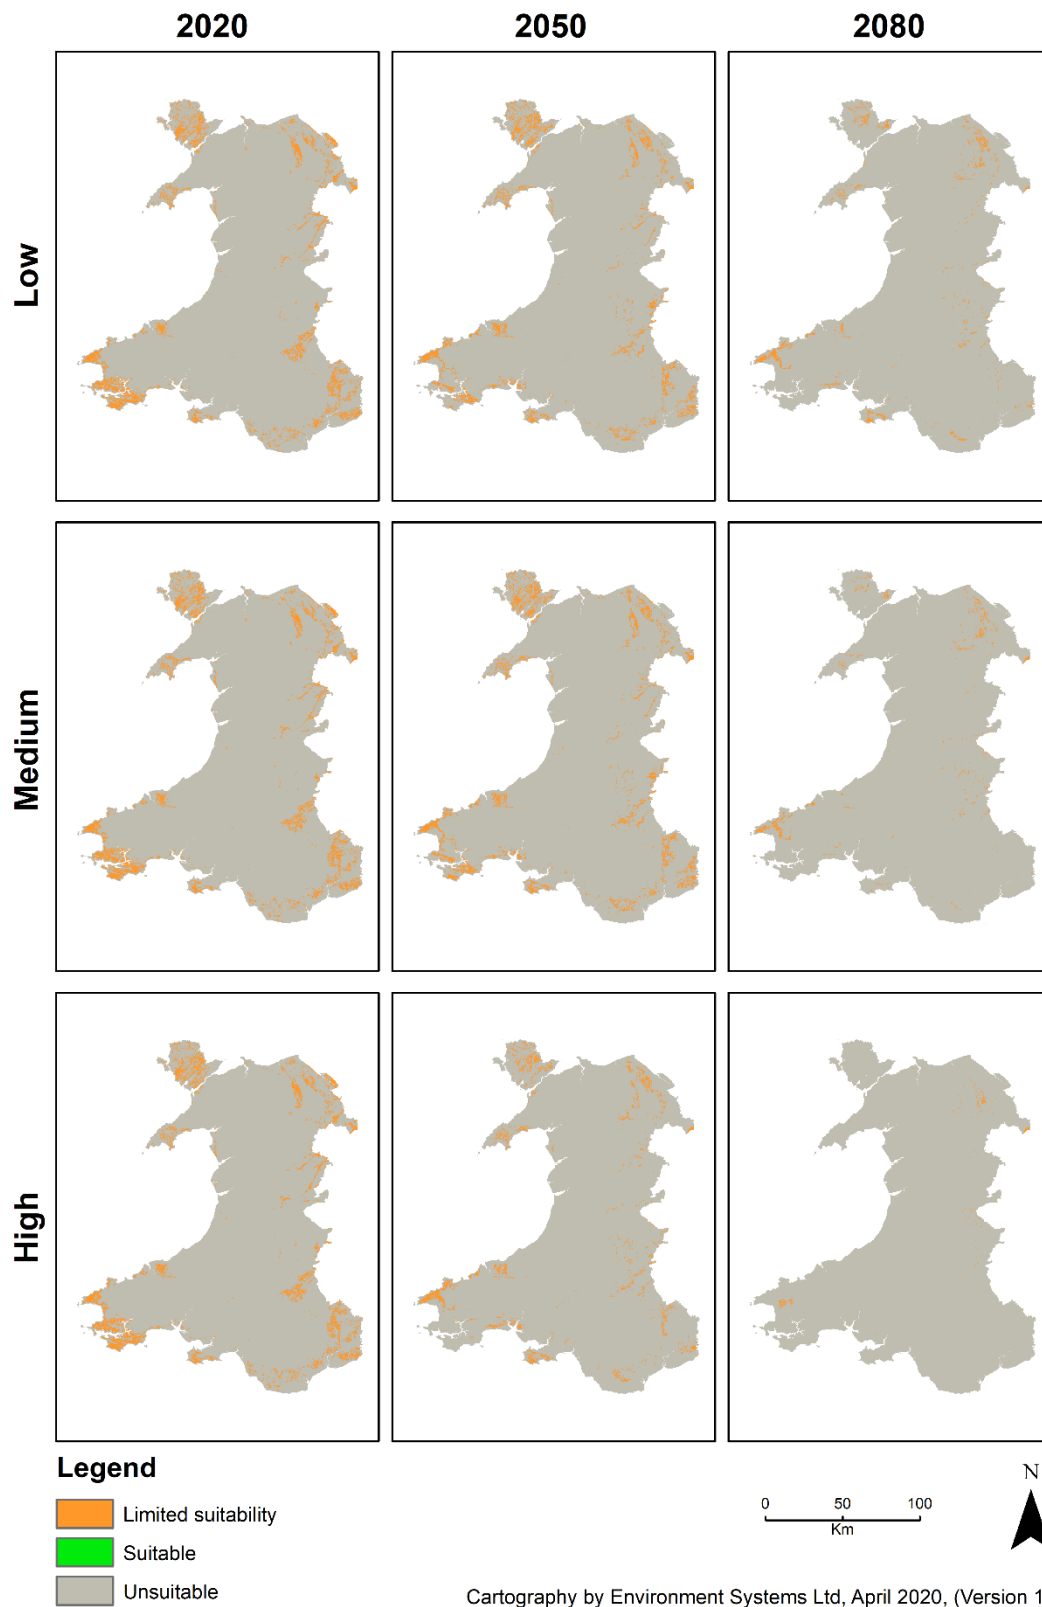 2020 2050 2080
Low
Medium
High
Legend
Limited suitability
Suitable
Unsuitable
N
0 50 100
Km
Cartography by Environment Systems Ltd, April 2020, (Version 1